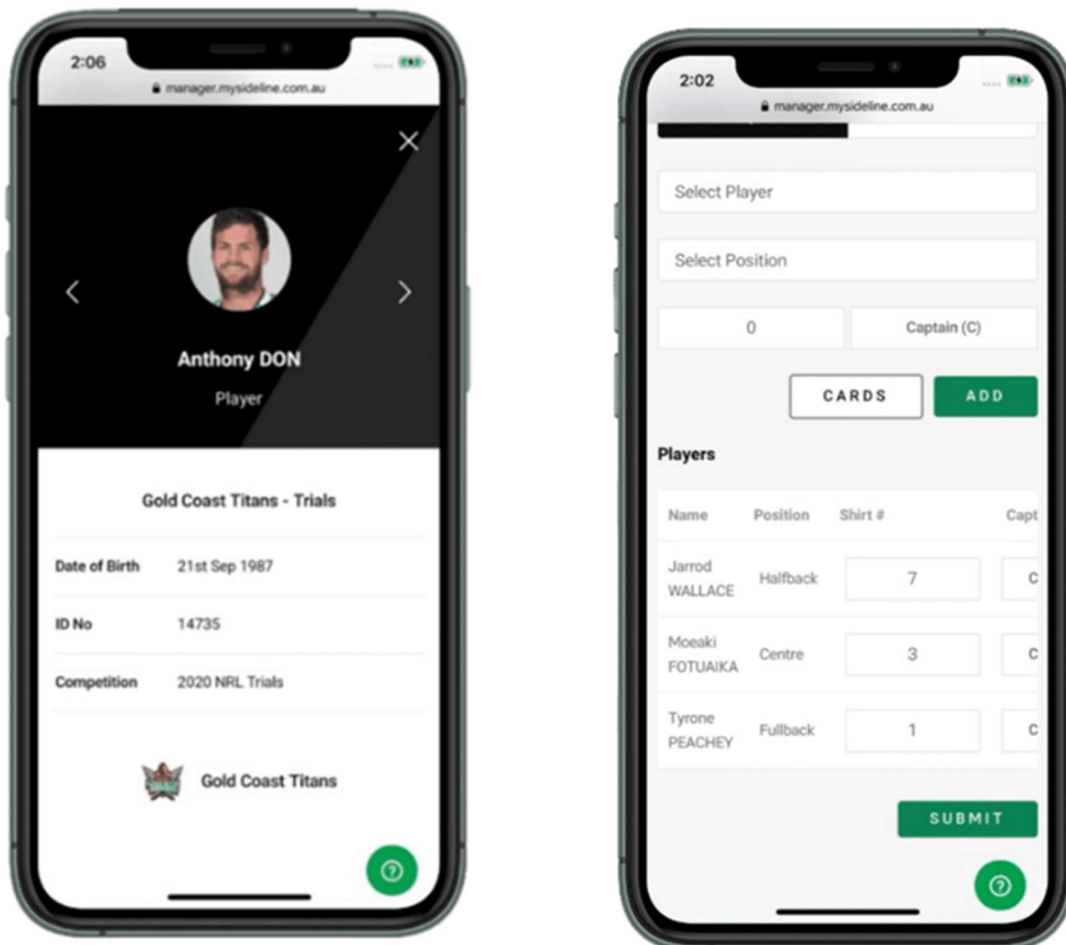 2:06
manager.mysideline.com.au
Anthony DON
Player
Gold Coast Titans - Trials
Date of Birth 21st Sep 1987
ID No 14735
Competition 2020 NRL Trials
Gold Coast Titans
2:02
manager.mysideline.com.au
Select Player
Select Position
0 Captain (C)
CARDS ADD
Players
Name Position Shirt # Capt
Jarrod
WALLACE Halfback 7 C
Moeaki
FOTUAIKA Centre 3 C
Tyrone
PEACHEY Fullback 1 C
SUBMIT